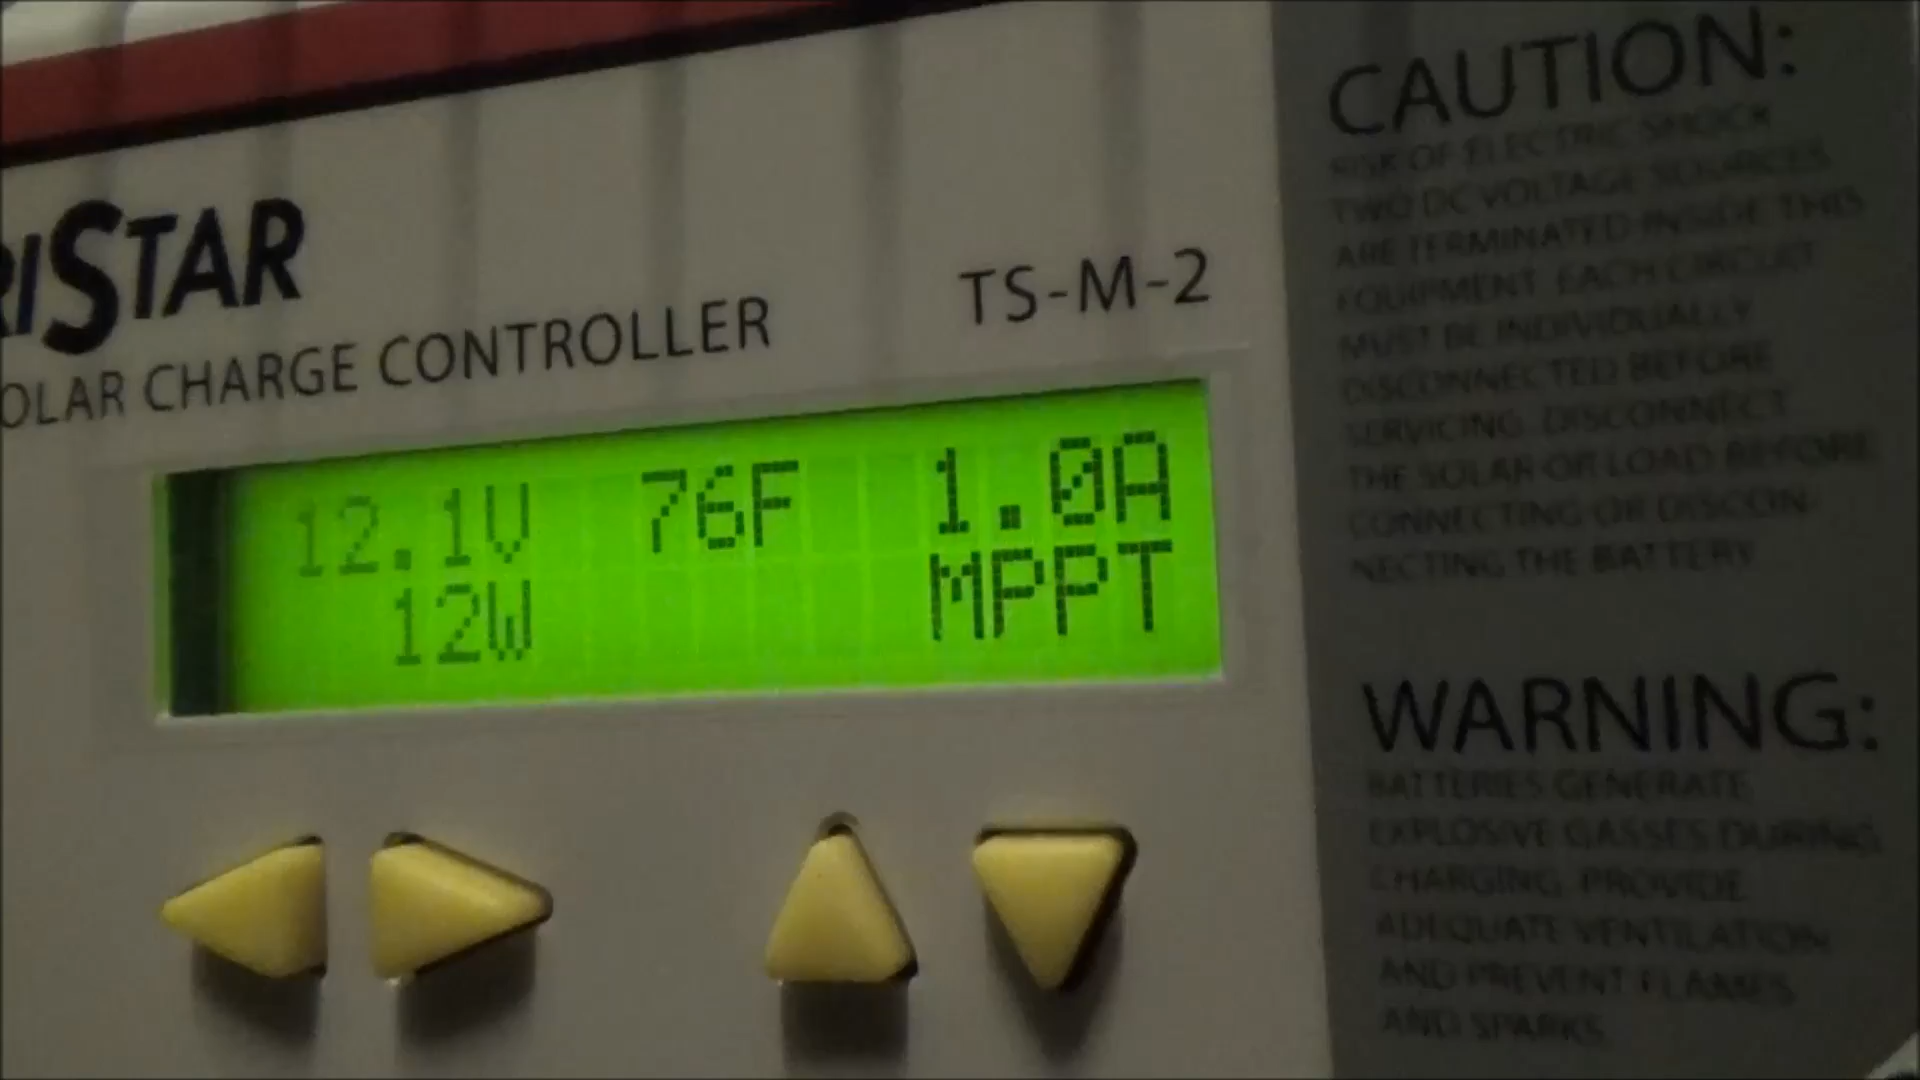 RISTAR
OLAR CHARGE CONTROLLER
TS-M-2
12.1V 76F 1.0A
12W MPPT
CAUTION:
RISK OF ELECTRIC SHOCK
TWO DC VOLTAGE SOURCES
ARE TERMINATED INSIDE THIS
EQUIPMENT. EACH CIRCUIT
MUST BE INDIVIDUALLY
DISCONNECTED BEFORE
SERVICING. DISCONNECT
THE SOLAR OR LOAD BEFORE
CONNECTING OR DISCON-
NECTING THE BATTERY
WARNING:
BATTERIES GENERATE
EXPLOSIVE GASSES DURING
CHARGING. PROVIDE
ADEQUATE VENTILATION
AND PREVENT FLAMES
AND SPARKS.